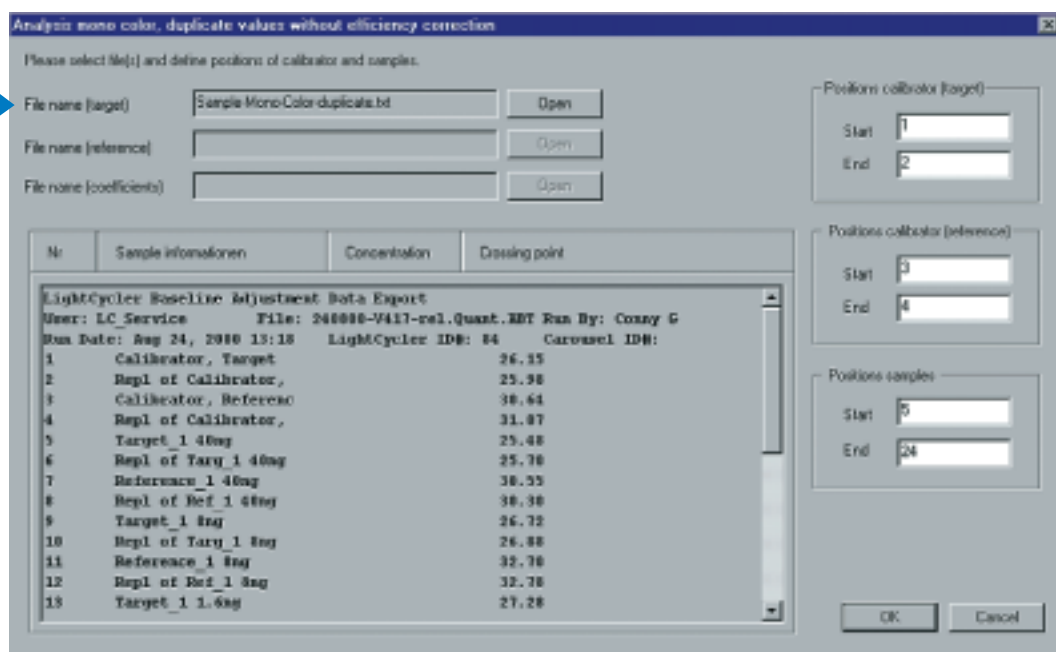 Analysis mono color, duplicate values without efficiency correction
Please select file(s) and define positions of calibrator and samples.
File name (target) Sample-Mono-Color-duplicate.txt Open
File name (reference) Open
File name (coefficients) Open
Positions calibrator (target)
Start 1
End 2
Positions calibrator (reference)
Start 3
End 4
Positions samples
Start 5
End 24
Nr Sample informationen Concentration Crossing point
LightCycler Baseline Adjustment Data Export
User: LC_Service File: Run By: Conny G
Run Date: Aug 24, 2000 13:18 LightCycler ID#: 04 Carousel ID#:
1 Calibrator, Target 26.15
2 Repl of Calibrator, 25.98
3 Calibrator, Referenc 30.61
4 Repl of Calibrator, 31.07
5 Target_1 40ng 25.48
6 Repl of Targ_1 40ng 25.70
7 Reference_1 40ng 30.55
8 Repl of Ref_1 40ng 30.30
9 Target_1 8ng 26.72
10 Repl of Targ_1 8ng 26.88
11 Reference_1 8ng 32.70
12 Repl of Ref_1 8ng 32.78
13 Target_1 1.6ng 27.28
OK Cancel